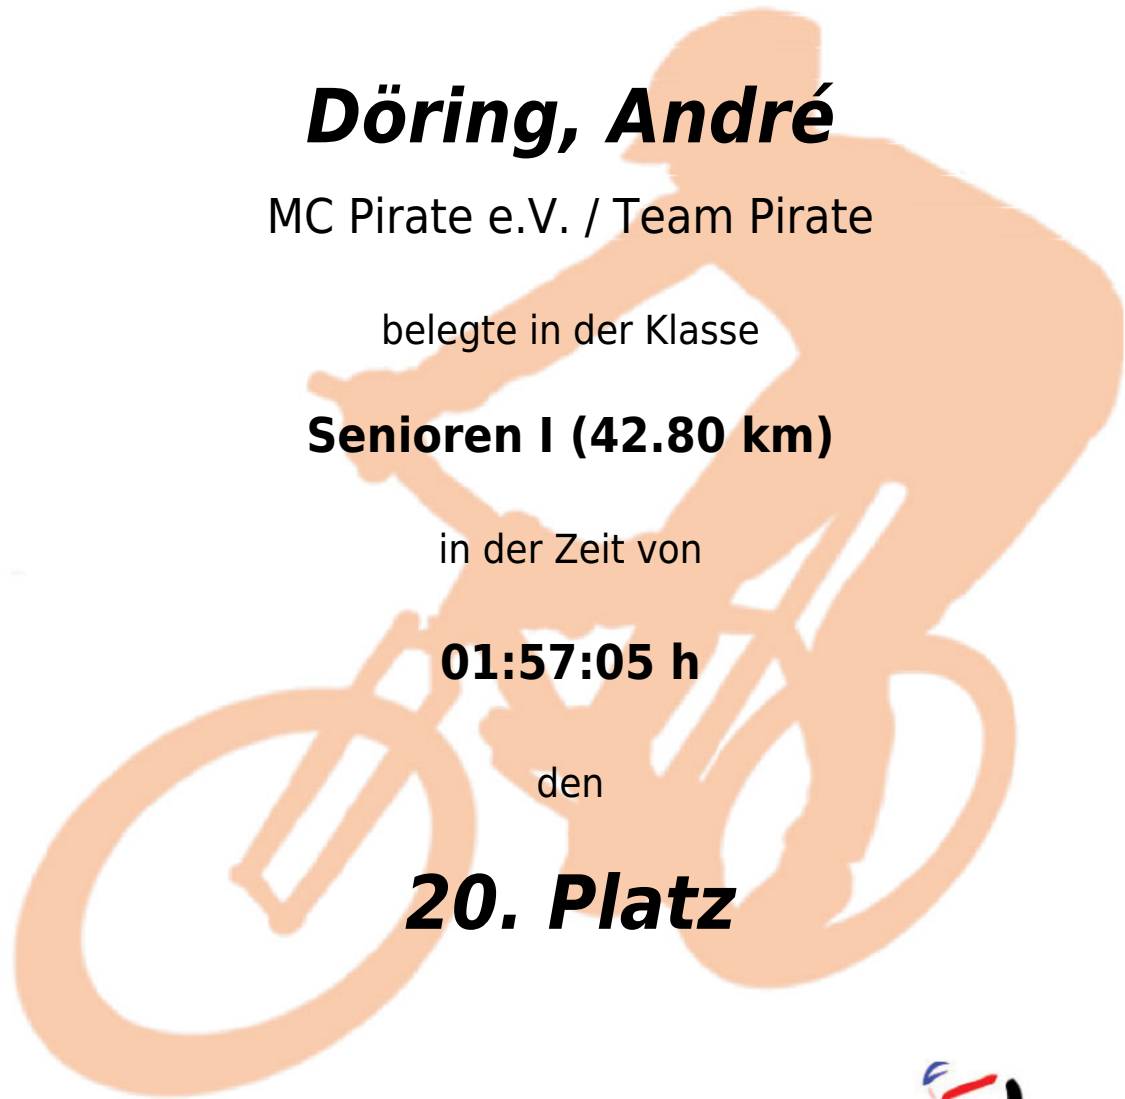 Döring, André
MC Pirate e.V. / Team Pirate
belegte in der Klasse
Senioren I (42.80 km)
in der Zeit von
01:57:05 h
den
20. Platz